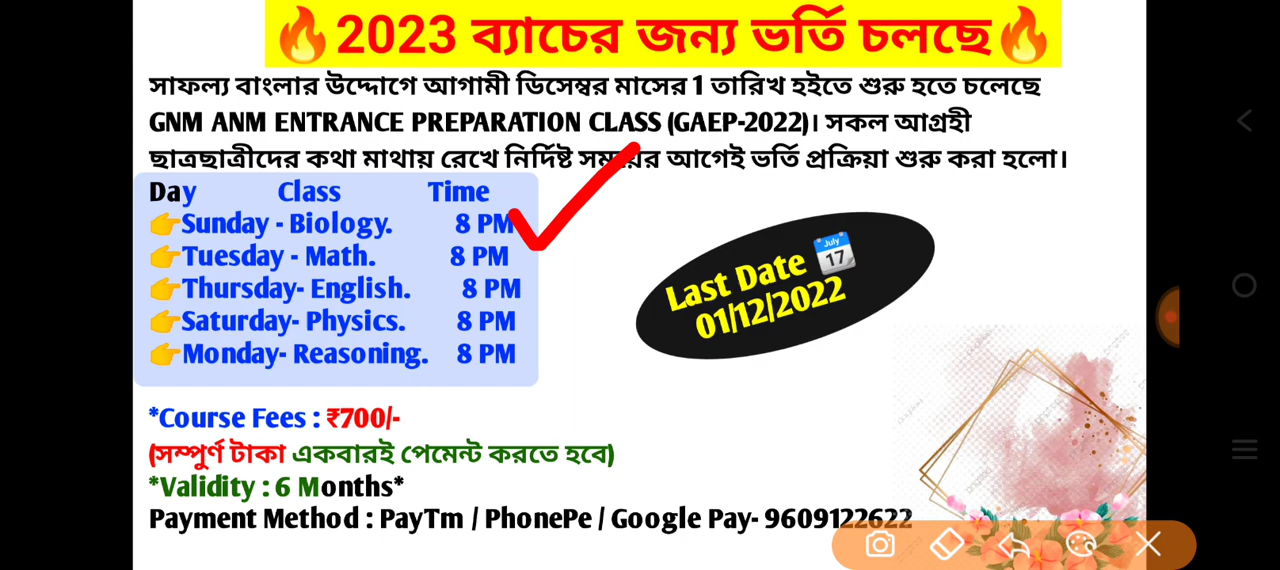 🔥2023 ব্যাচের জন্য ভর্তি চলছে🔥
সাফল্য বাংলার উদ্দোগে আগামী ডিসেম্বর মাসের 1 তারিখ হইতে শুরু হতে চলেছে
GNM ANM ENTRANCE PREPARATION CLASS (GAEP-2022)। সকল আগ্রহী
ছাত্রছাত্রীদের কথা মাথায় রেখে নির্দিষ্ট সময়ের আগেই ভর্তি প্রক্রিয়া শুরু করা হলো।
Day Class Time
👉Sunday - Biology. 8 PM
👉Tuesday - Math. 8 PM
👉Thursday- English. 8 PM
👉Saturday- Physics. 8 PM
👉Monday- Reasoning. 8 PM
Last Date 📅
July
17
01/12/2022
*Course Fees : ₹700/-
(সম্পুর্ণ টাকা একবারই পেমেন্ট করতে হবে)
*Validity : 6 Months*
Payment Method : PayTm / PhonePe / Google Pay- 9609122622